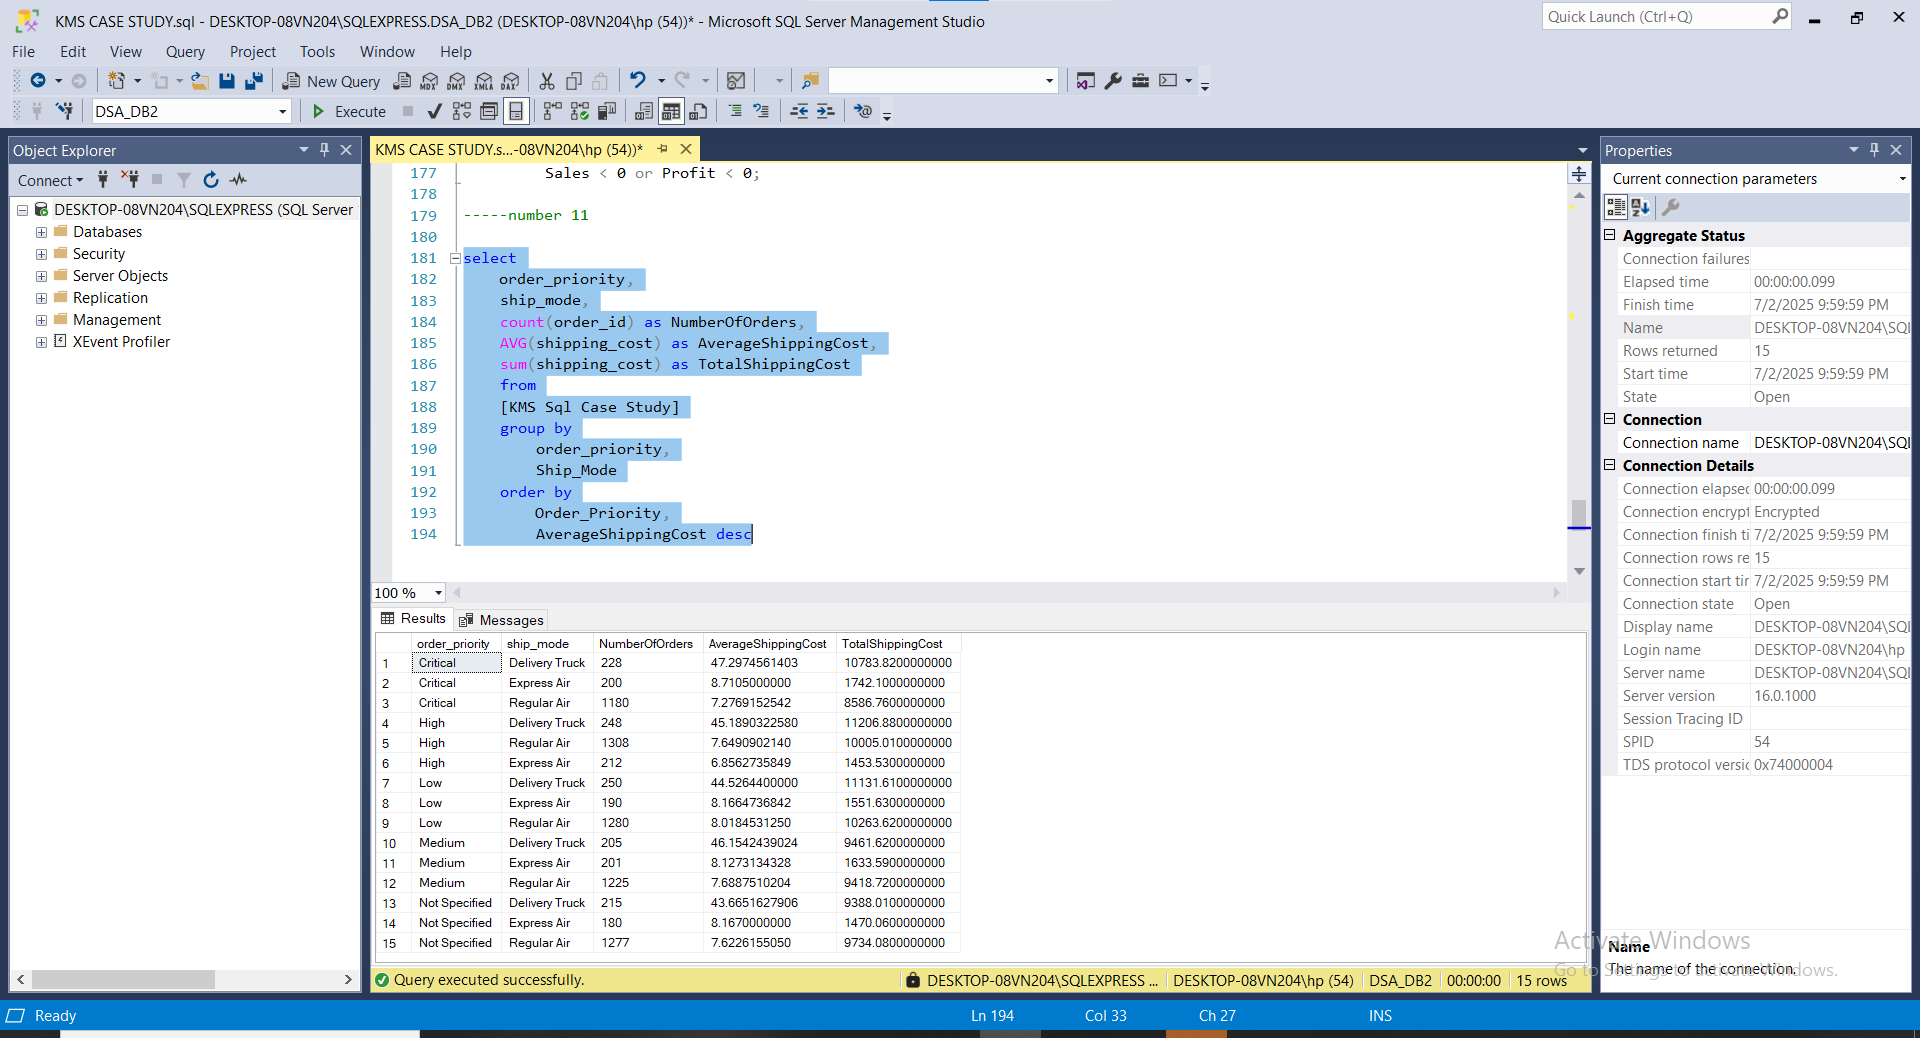 KMS CASE STUDY.sql - DESKTOP-08VN204\SQLEXPRESS.DSA_DB2 (DESKTOP-08VN204\hp (54))* - Microsoft SQL Server Management Studio
Quick Launch (Ctrl+Q)
File Edit View Query Project Tools Window Help
New Query
MDX DMX XMLA DAX
DSA_DB2
Execute
Object Explorer
Connect
DESKTOP-08VN204\SQLEXPRESS (SQL Server
Databases
Security
Server Objects
Replication
Management
XEvent Profiler
KMS CASE STUDY.s...-08VN204\hp (54))*
177 Sales < 0 or Profit < 0;
178
179 -----number 11
180
181 select
182 order_priority,
183 ship_mode,
184 count(order_id) as NumberOfOrders,
185 AVG(shipping_cost) as AverageShippingCost,
186 sum(shipping_cost) as TotalShippingCost
187 from
188 [KMS Sql Case Study]
189 group by
190 order_priority,
191 Ship_Mode
192 order by
193 Order_Priority,
194 AverageShippingCost desc
100 %
Results Messages
order_priority ship_mode NumberOfOrders AverageShippingCost TotalShippingCost
1 Critical Delivery Truck 228 47.2974561403 10783.8200000000
2 Critical Express Air 200 8.7105000000 1742.1000000000
3 Critical Regular Air 1180 7.2769152542 8586.7600000000
4 High Delivery Truck 248 45.1890322580 11206.8800000000
5 High Regular Air 1308 7.6490902140 10005.0100000000
6 High Express Air 212 6.8562735849 1453.5300000000
7 Low Delivery Truck 250 44.5264400000 11131.6100000000
8 Low Express Air 190 8.1664736842 1551.6300000000
9 Low Regular Air 1280 8.0184531250 10263.6200000000
10 Medium Delivery Truck 205 46.1542439024 9461.6200000000
11 Medium Express Air 201 8.1273134328 1633.5900000000
12 Medium Regular Air 1225 7.6887510204 9418.7200000000
13 Not Specified Delivery Truck 215 43.6651627906 9388.0100000000
14 Not Specified Express Air 180 8.1670000000 1470.0600000000
15 Not Specified Regular Air 1277 7.6226155050 9734.0800000000
Query executed successfully.
DESKTOP-08VN204\SQLEXPRESS ... DESKTOP-08VN204\hp (54) DSA_DB2 00:00:00 15 rows
Properties
Current connection parameters
Aggregate Status
Connection failures
Elapsed time 00:00:00.099
Finish time 7/2/2025 9:59:59 PM
Name DESKTOP-08VN204\SQL
Rows returned 15
Start time 7/2/2025 9:59:59 PM
State Open
Connection
Connection name DESKTOP-08VN204\SQL
Connection Details
Connection elapsed 00:00:00.099
Connection encrypt Encrypted
Connection finish ti 7/2/2025 9:59:59 PM
Connection rows re 15
Connection start tir 7/2/2025 9:59:59 PM
Connection state Open
Display name DESKTOP-08VN204\SQL
Login name DESKTOP-08VN204\hp
Server name DESKTOP-08VN204\SQL
Server version 16.0.1000
Session Tracing ID
SPID 54
TDS protocol versic 0x74000004
Name
The name of the connection.
Activate Windows
Go to Settings to activate Windows.
Ready
Ln 194 Col 33 Ch 27 INS